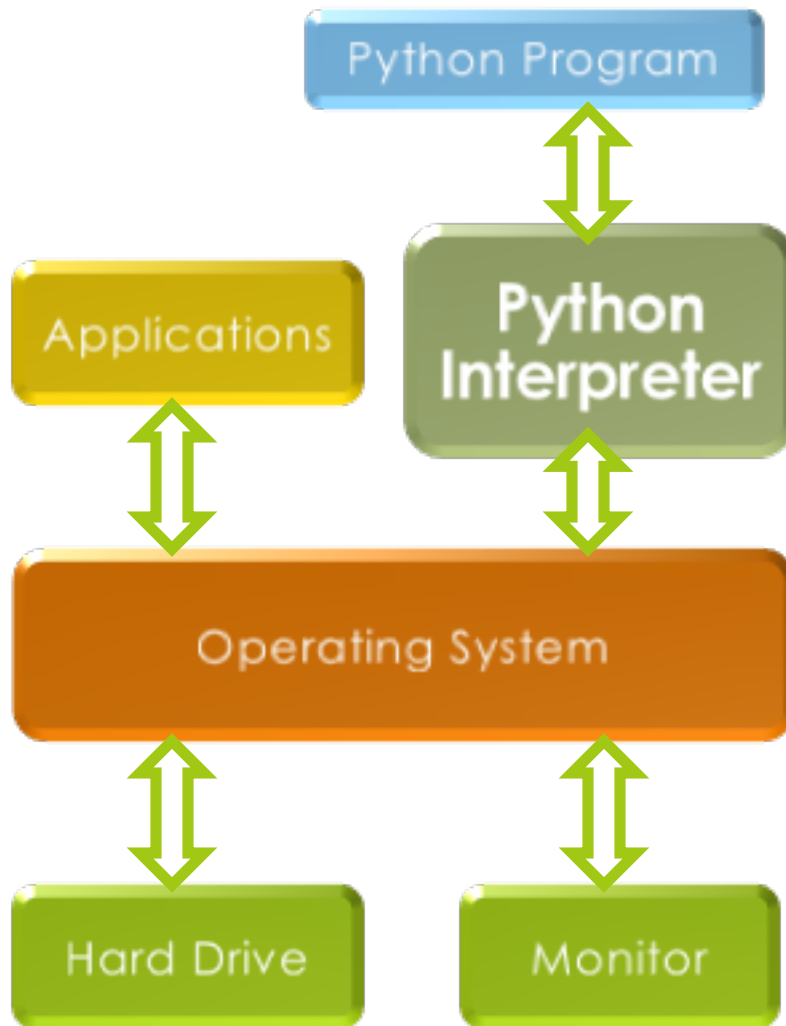 Python Program
Applications
Python
Interpreter
Operating System
Hard Drive
Monitor